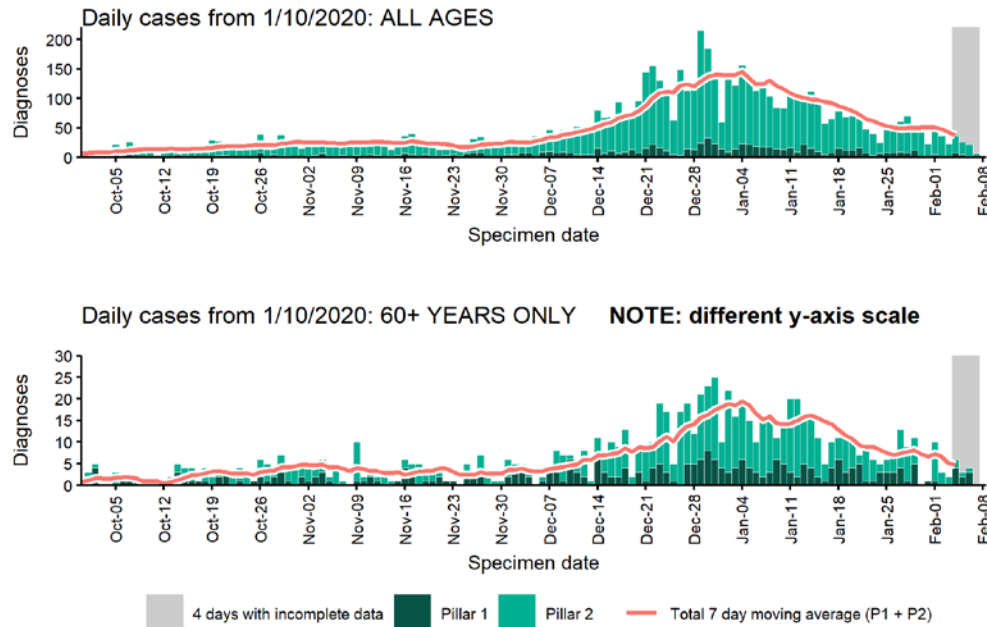 Daily cases from 1/10/2020: ALL AGES
200
150
100
50
0
Diagnoses
Oct-05 Oct-12 Oct-19 Oct-26 Nov-02 Nov-09 Nov-16 Nov-23 Nov-30 Dec-07 Dec-14 Dec-21 Dec-28 Jan-04 Jan-11 Jan-18 Jan-25 Feb-01 Feb-08
Specimen date
Daily cases from 1/10/2020: 60+ YEARS ONLY NOTE: different y-axis scale
30
25
20
15
10
5
0
Diagnoses
Oct-05 Oct-12 Oct-19 Oct-26 Nov-02 Nov-09 Nov-16 Nov-23 Nov-30 Dec-07 Dec-14 Dec-21 Dec-28 Jan-04 Jan-11 Jan-18 Jan-25 Feb-01 Feb-08
Specimen date
4 days with incomplete data Pillar 1 Pillar 2 Total 7 day moving average (P1 + P2)